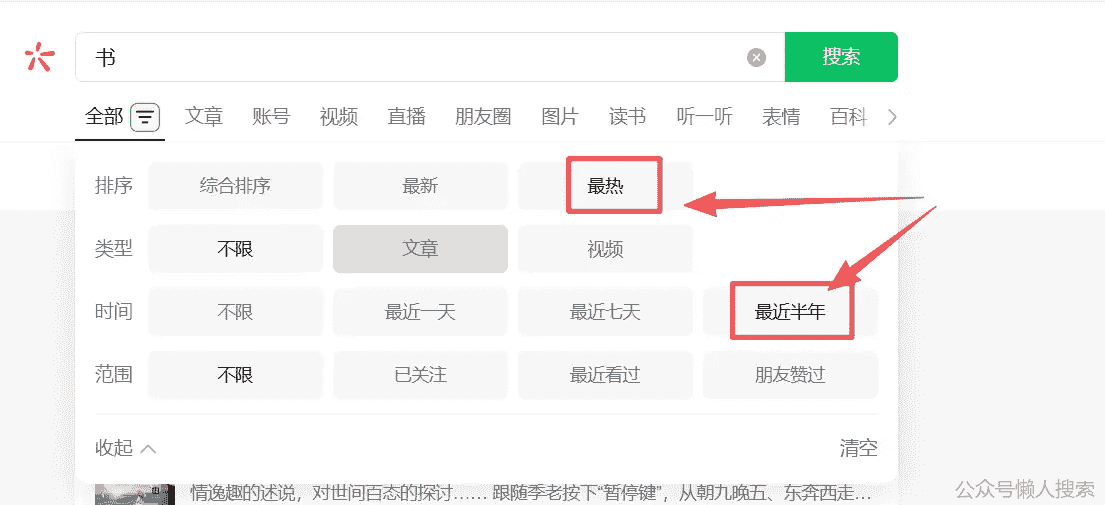 书 搜索
全部 文章 账号 视频 直播 朋友圈 图片 读书 听一听 表情 百科
排序 综合排序 最新 最热
类型 不限 文章 视频
时间 不限 最近一天 最近七天 最近半年
范围 不限 已关注 最近看过 朋友赞过
收起 清空
情逸趣的述说，对世间百态的探讨…… 跟随季老按下“暂停键”，从朝九晚五、东奔西走...
公众号懒人搜索